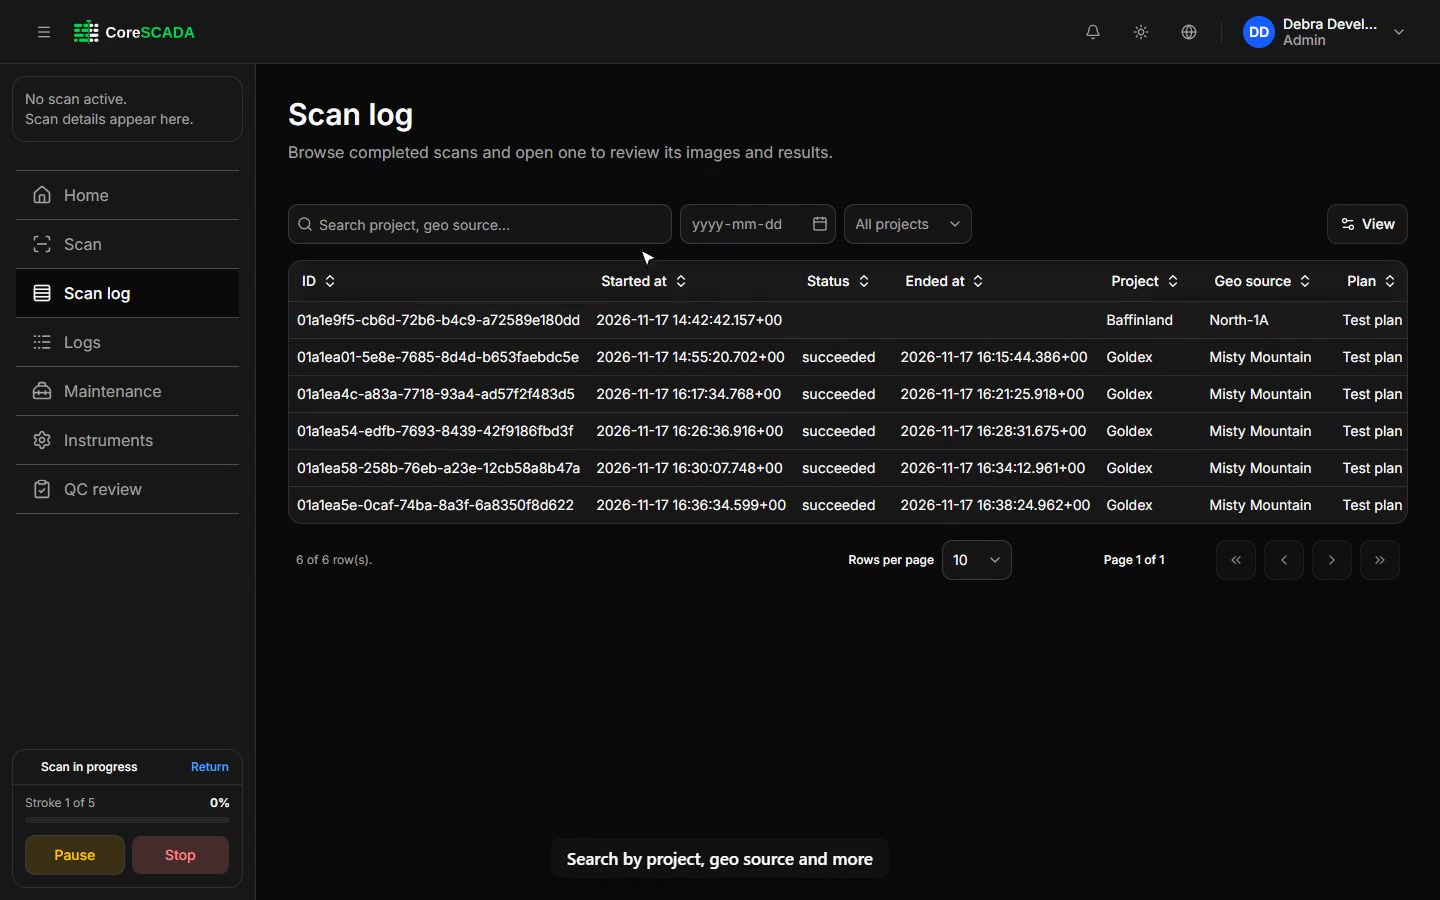 CoreSCADA
DD
Debra Devel...
Admin
No scan active.
Scan details appear here.
Home
Scan
Scan log
Logs
Maintenance
Instruments
QC review
Scan in progress
Return
Stroke 1 of 5
0%
Pause
Stop
Scan log
Browse completed scans and open one to review its images and results.
Search project, geo source...
yyyy-mm-dd
All projects
View
ID Started at Status Ended at Project Geo source Plan
01a1e9f5-cb6d-72b6-b4c9-a72589e180dd 2026-11-17 14:42:42.157+00 Baffinland North-1A Test plan
01a1ea01-5e8e-7685-8d4d-b653faebdc5e 2026-11-17 14:55:20.702+00 succeeded 2026-11-17 16:15:44.386+00 Goldex Misty Mountain Test plan
01a1ea4c-a83a-7718-93a4-ad57f2f483d5 2026-11-17 16:17:34.768+00 succeeded 2026-11-17 16:21:25.918+00 Goldex Misty Mountain Test plan
01a1ea54-edfb-7693-8439-42f9186fbd3f 2026-11-17 16:26:36.916+00 succeeded 2026-11-17 16:28:31.675+00 Goldex Misty Mountain Test plan
01a1ea58-258b-76eb-a23e-12cb58a8b47a 2026-11-17 16:30:07.748+00 succeeded 2026-11-17 16:34:12.961+00 Goldex Misty Mountain Test plan
01a1ea5e-0caf-74ba-8a3f-6a8350f8d622 2026-11-17 16:36:34.599+00 succeeded 2026-11-17 16:38:24.962+00 Goldex Misty Mountain Test plan
6 of 6 row(s).
Rows per page 10
Page 1 of 1
Search by project, geo source and more